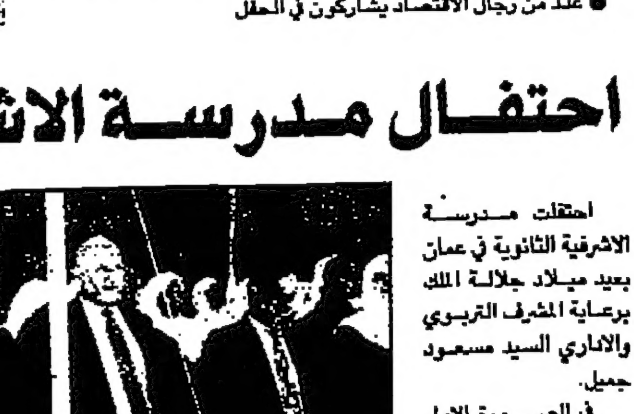 ● عدد من رجال الاقتصاد يشاركون في الحفل
احتفال مدرسة
احتفلت مدرسة
الاشرفية الثانوية في عمان
بعيد ميلاد جلالة الملك
برعاية المشرف التربوي
والاداري السيد مسعود
جميل.